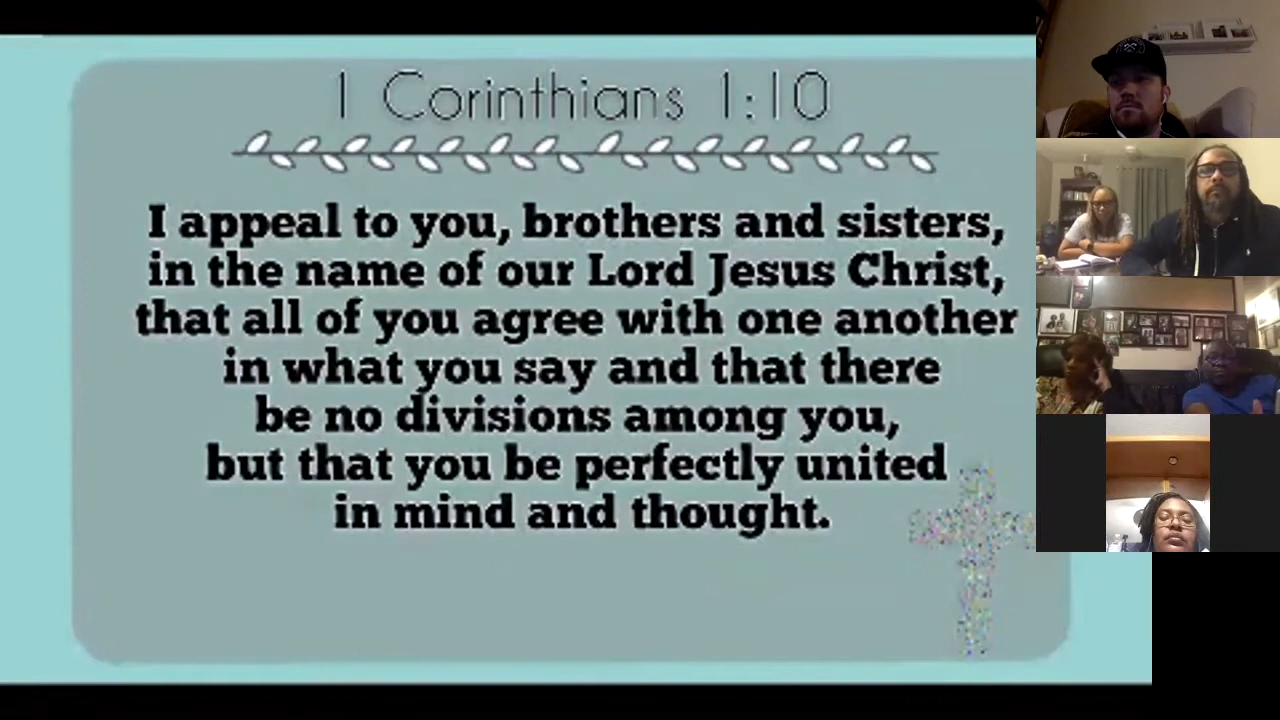 1 Corinthians 1:10
I appeal to you, brothers and sisters,
in the name of our Lord Jesus Christ,
that all of you agree with one another
in what you say and that there
be no divisions among you,
but that you be perfectly united
in mind and thought.